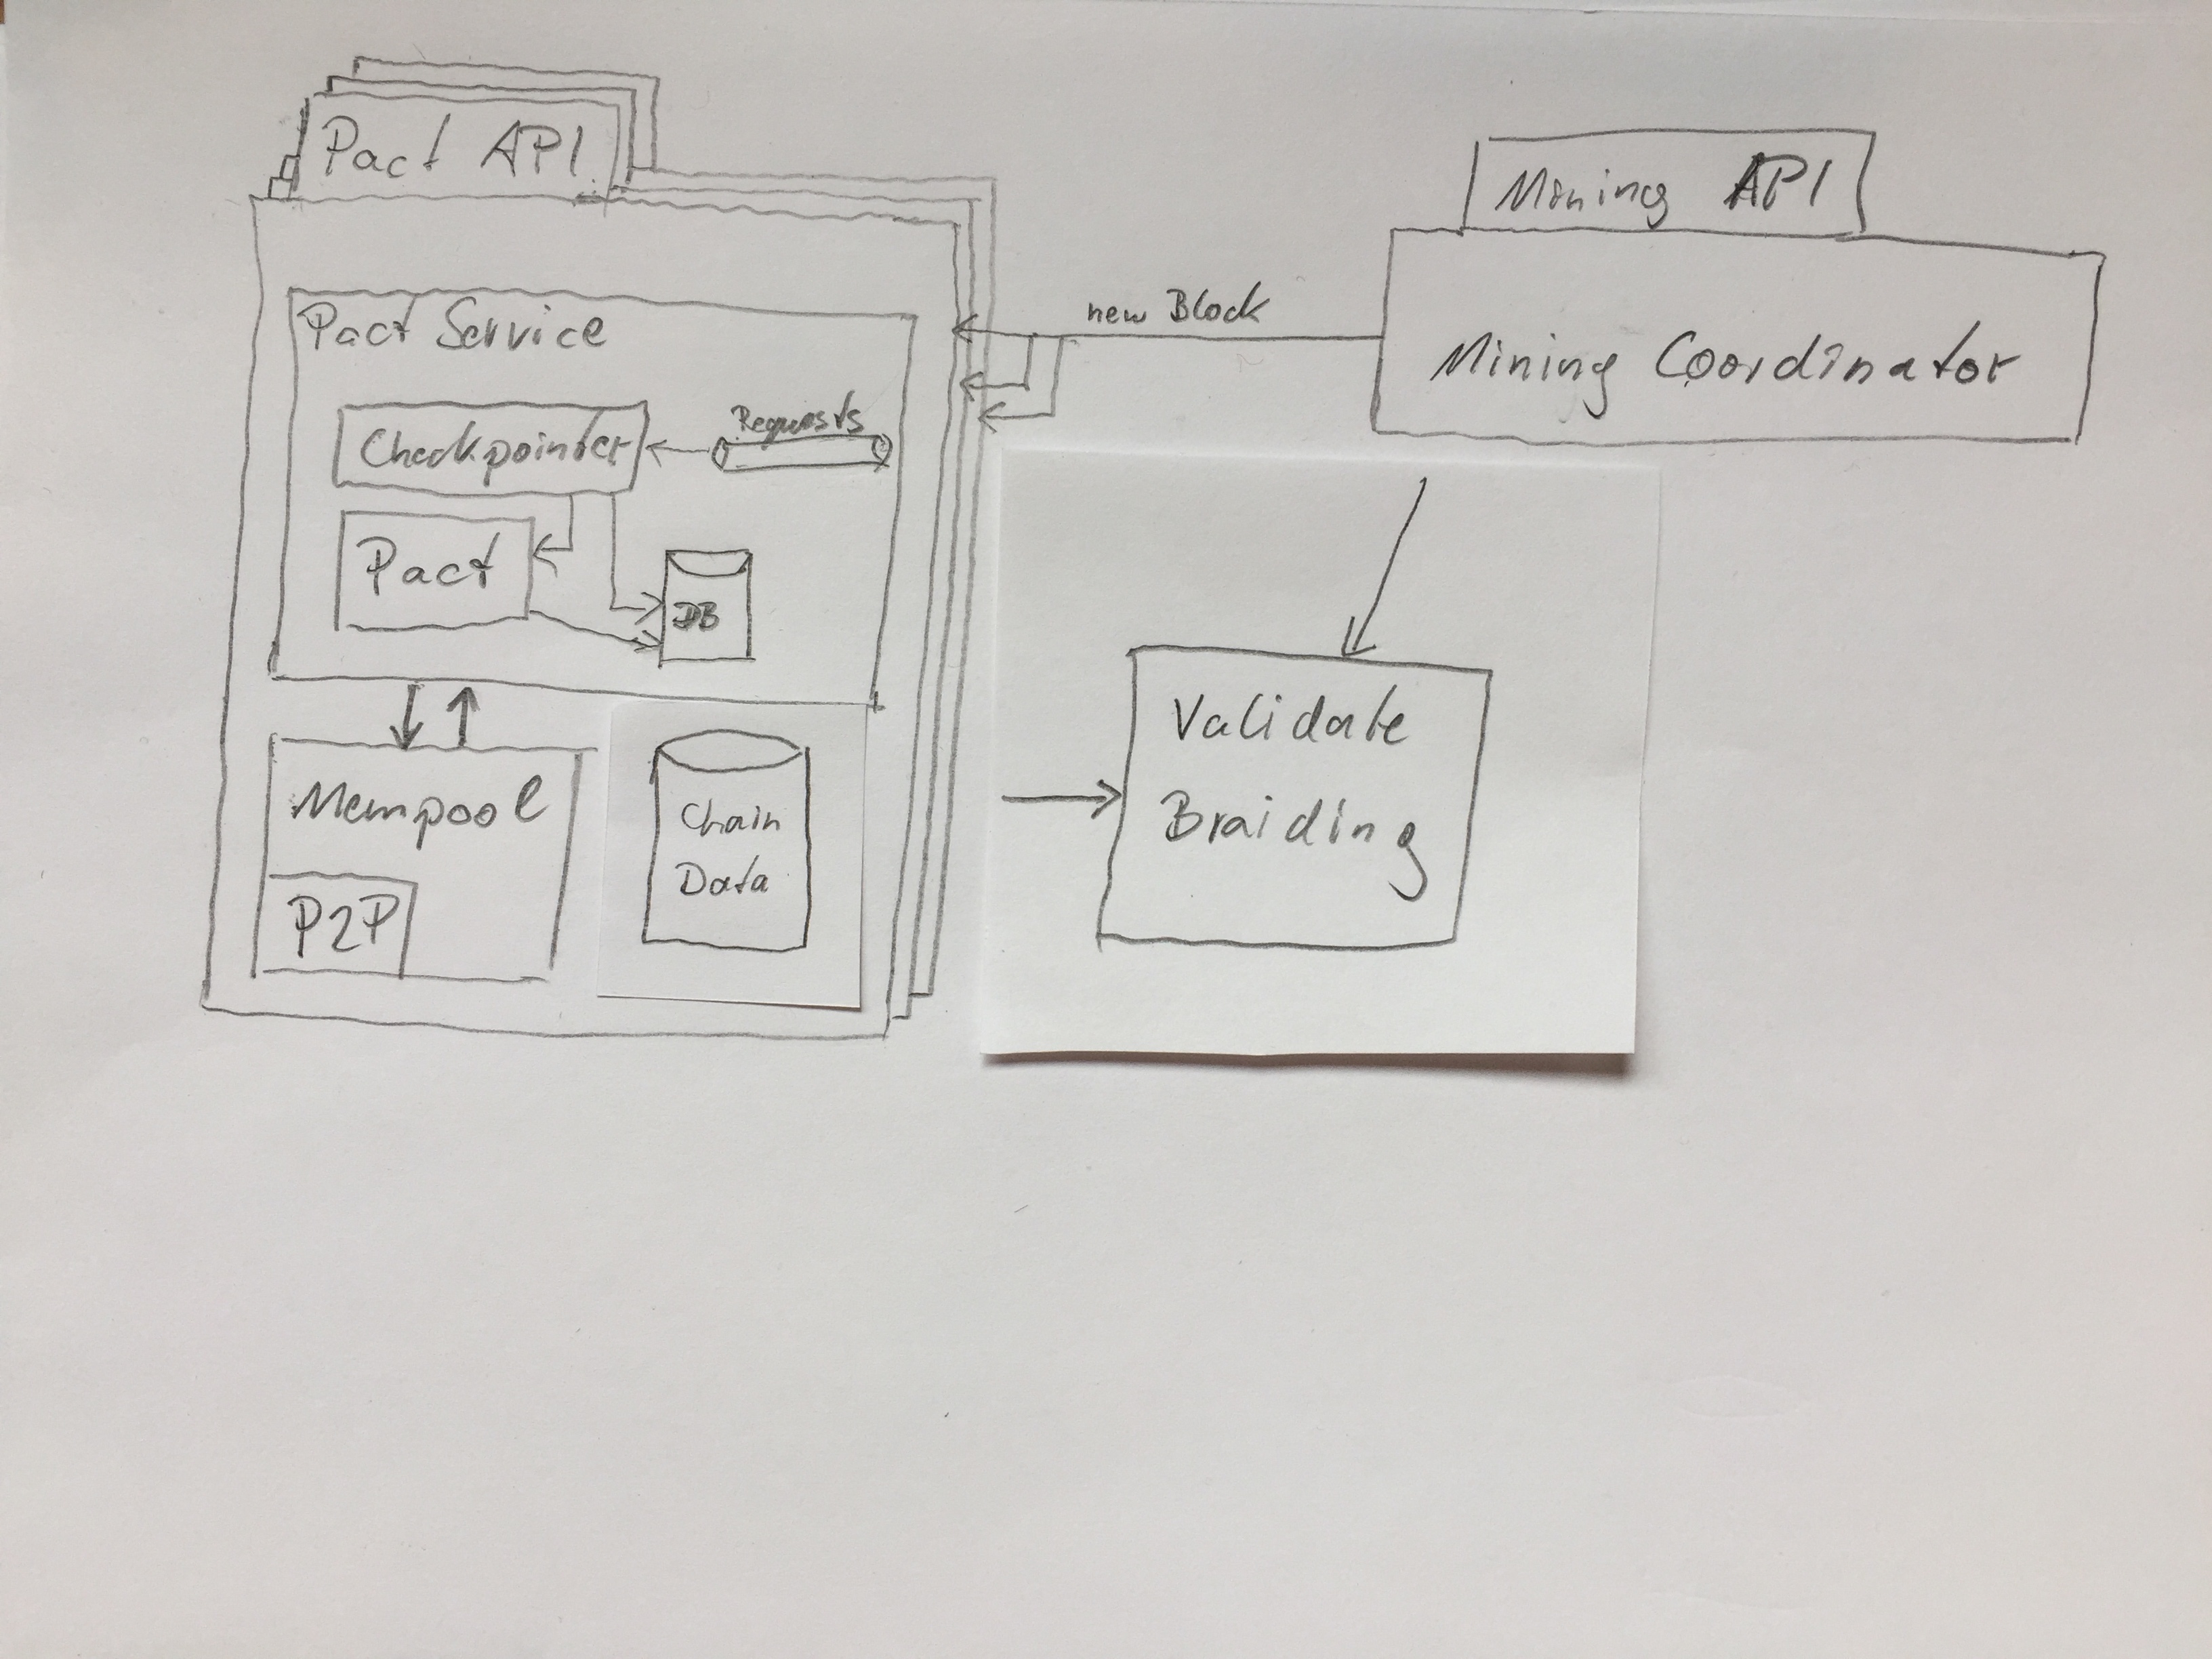 Pact API
Mining API
new Block
Mining Coordinator
Pact Service
Requests
Checkpointer
Pact
DB
Validate
Braiding
Mempool
P2P
Chain
Data